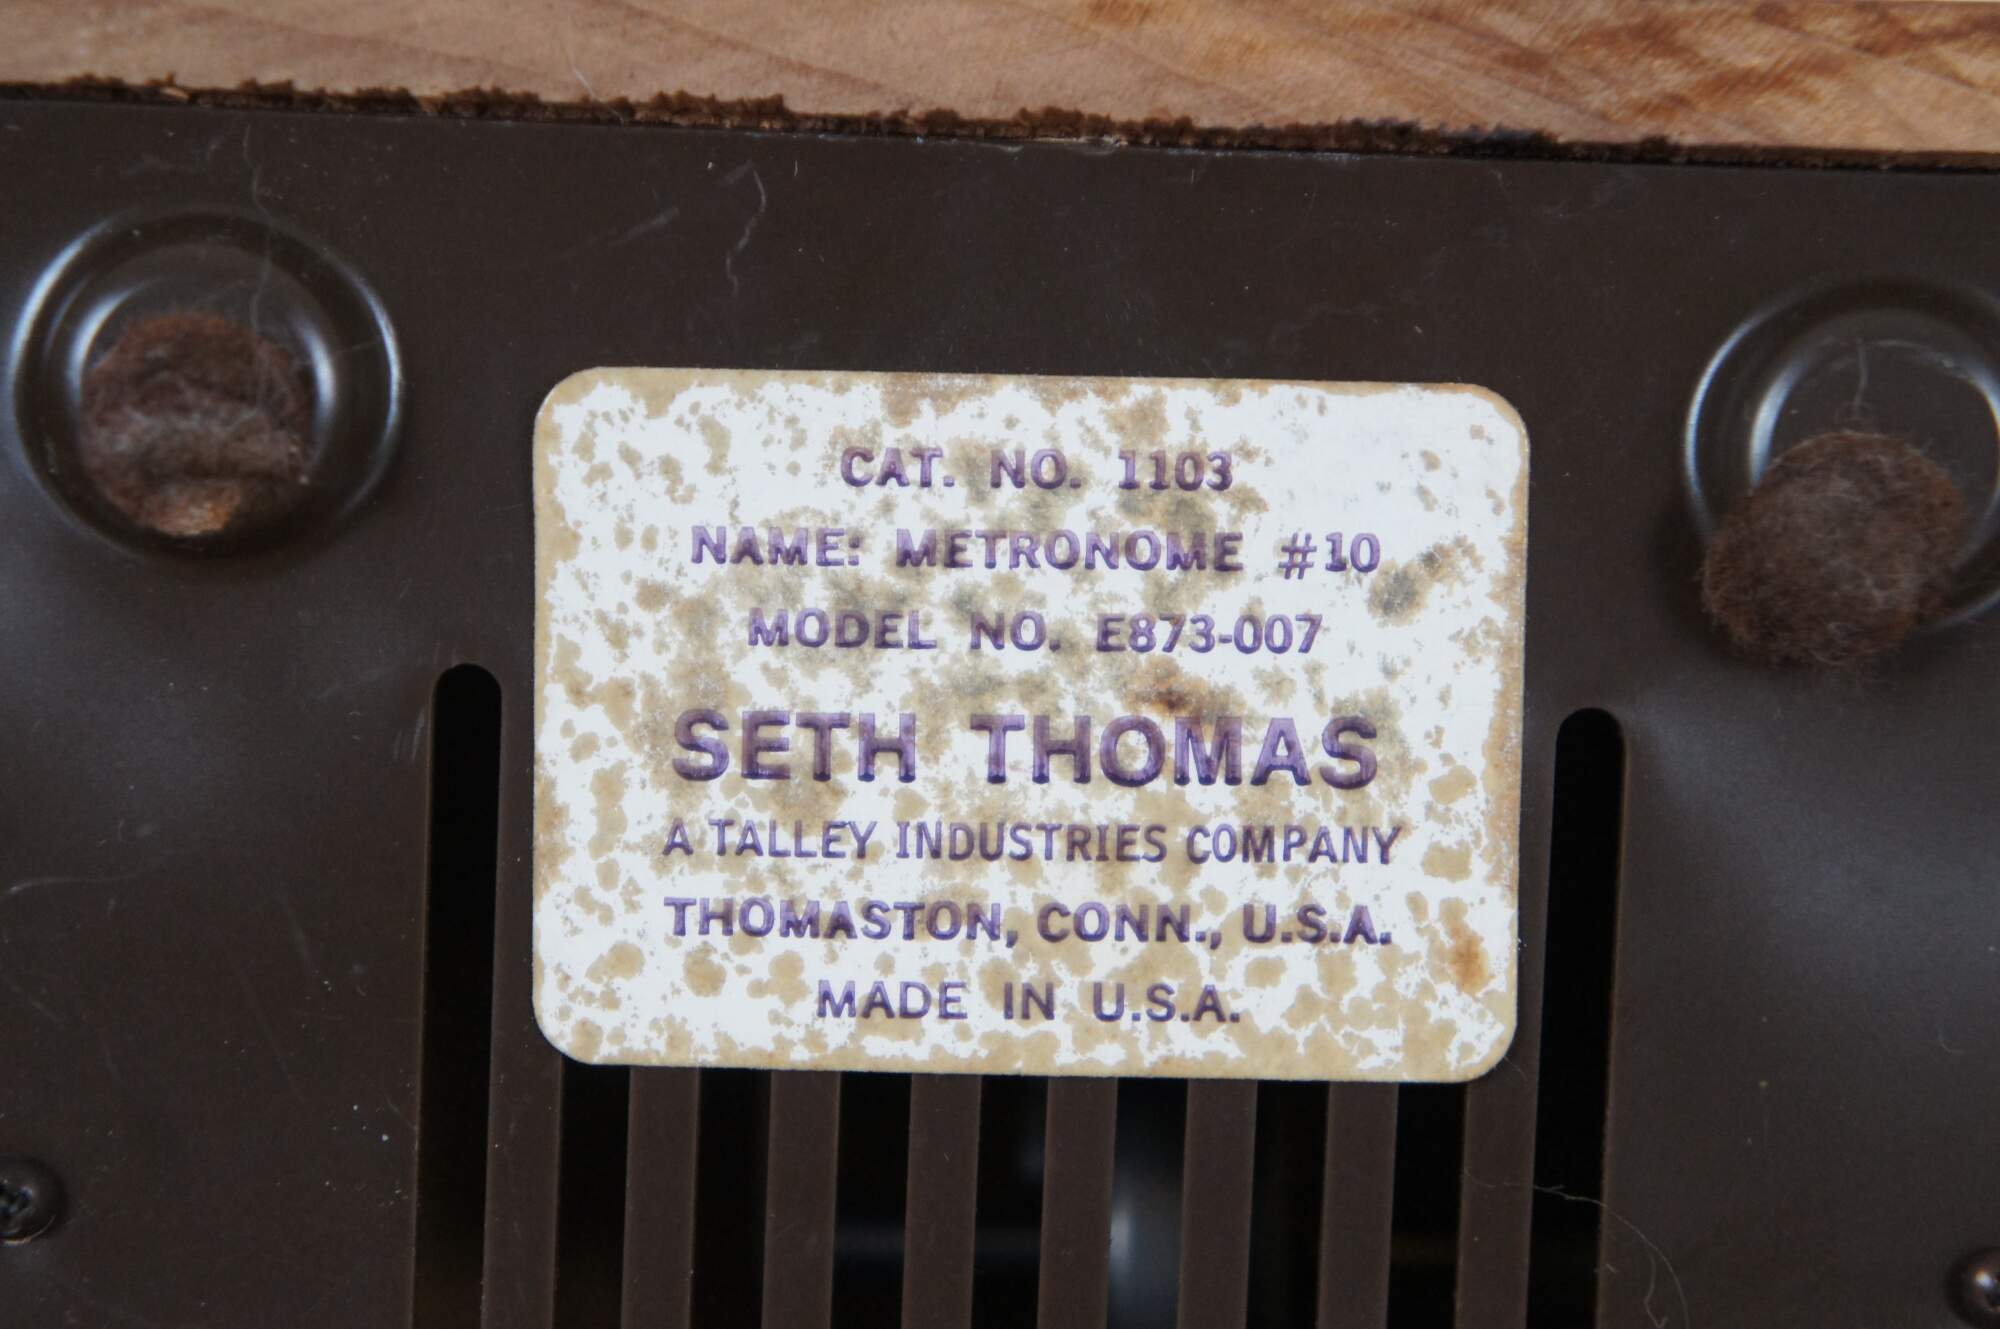 CAT. NO. 1103
NAME: METRONOME #10
MODEL NO. E873-007
SETH THOMAS
A TALLEY INDUSTRIES COMPANY
THOMASTON, CONN., U.S.A.
MADE IN U.S.A.